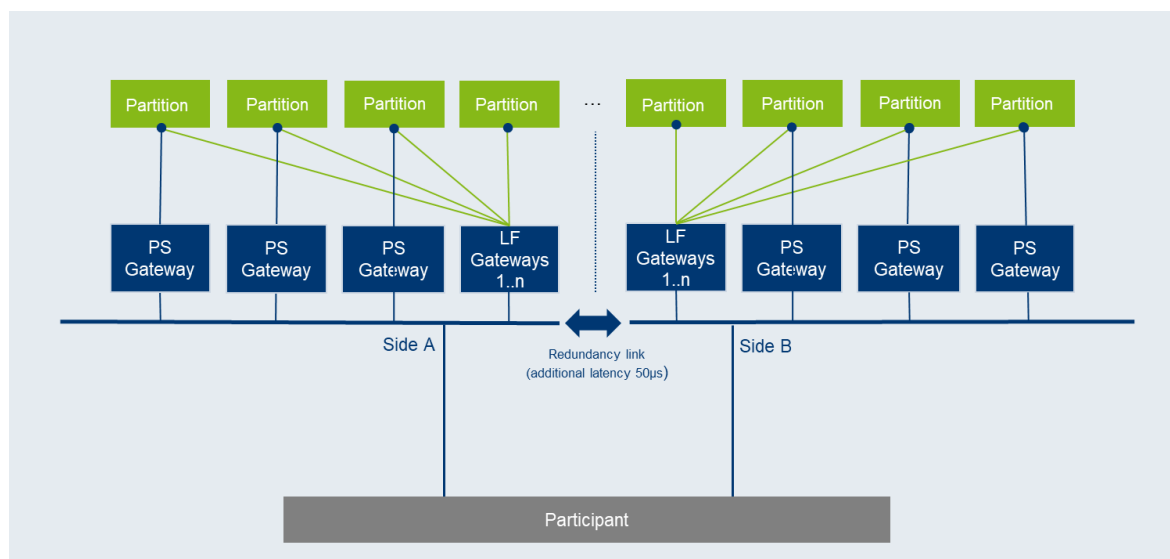 Partition
Partition
Partition
Partition
...
Partition
Partition
Partition
Partition
PS
Gateway
PS
Gateway
PS
Gateway
LF
Gateways
1..n
LF
Gateways
1..n
PS
Gateway
PS
Gateway
PS
Gateway
Side A
Redundancy link
(additional latency 50µs)
Side B
Participant